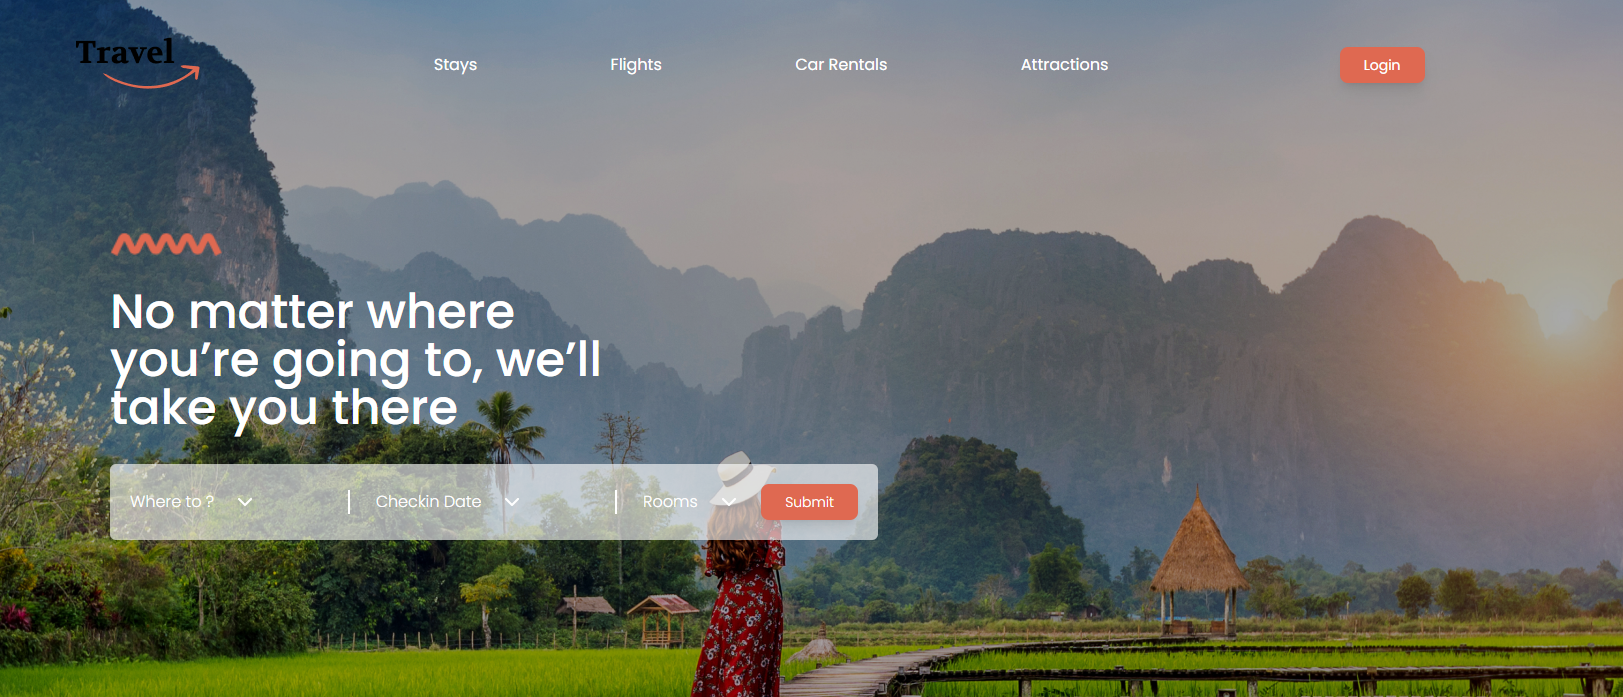 Travel
Stays
Flights
Car Rentals
Attractions
Login
No matter where
you’re going to, we’ll
take you there
Where to ?
Checkin Date
Rooms
Submit